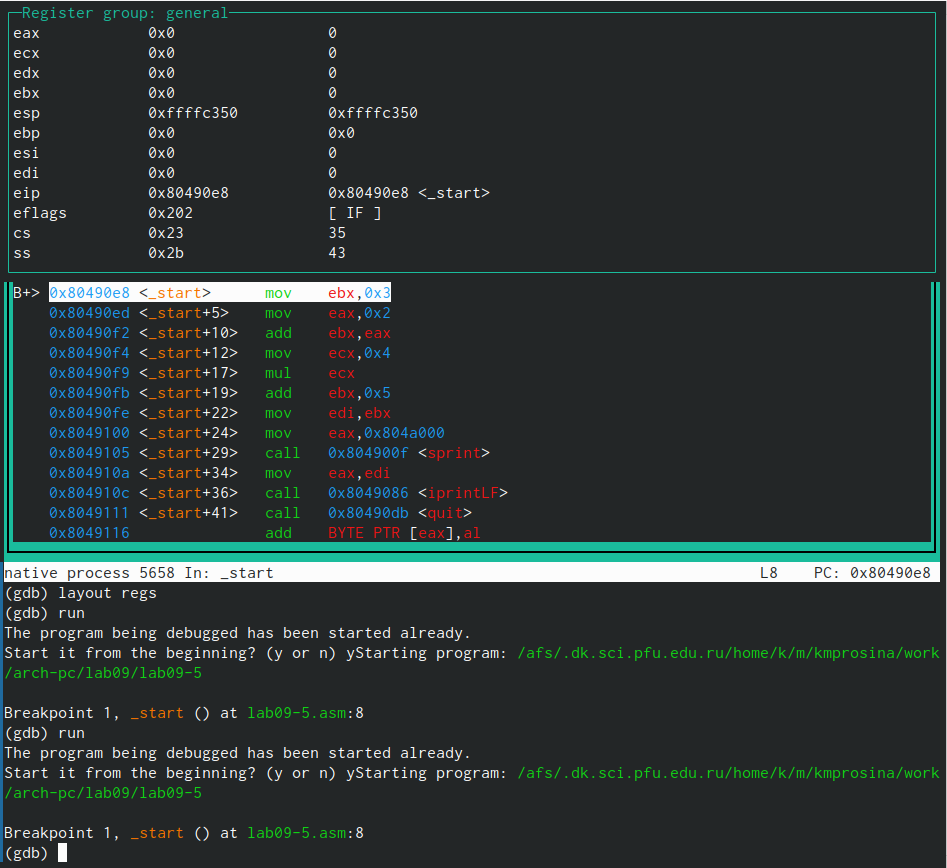 Register group: general
eax 0x0 0
ecx 0x0 0
edx 0x0 0
ebx 0x0 0
esp 0xffffc350 0xffffc350
ebp 0x0 0x0
esi 0x0 0
edi 0x0 0
eip 0x80490e8 0x80490e8 <_start>
eflags 0x202 [ IF ]
cs 0x23 35
ss 0x2b 43
B+> 0x80490e8 <_start> mov ebx,0x3
0x80490ed <_start+5> mov eax,0x2
0x80490f2 <_start+10> add ebx,eax
0x80490f4 <_start+12> mov ecx,0x4
0x80490f9 <_start+17> mul ecx
0x80490fb <_start+19> add ebx,0x5
0x80490fe <_start+22> mov edi,ebx
0x8049100 <_start+24> mov eax,0x804a000
0x8049105 <_start+29> call 0x804900f <sprint>
0x804910a <_start+34> mov eax,edi
0x804910c <_start+36> call 0x8049086 <iprintLF>
0x8049111 <_start+41> call 0x80490db <quit>
0x8049116 add BYTE PTR [eax],al
native process 5658 In: _start L8 PC: 0x80490e8
(gdb) layout regs
(gdb) run
The program being debugged has been started already.
Start it from the beginning? (y or n) yStarting program: /afs/.dk.sci.pfu.edu.ru/home/k/m/kmprosina/work
/arch-pc/lab09/lab09-5
Breakpoint 1, _start () at lab09-5.asm:8
(gdb) run
The program being debugged has been started already.
Start it from the beginning? (y or n) yStarting program: /afs/.dk.sci.pfu.edu.ru/home/k/m/kmprosina/work
/arch-pc/lab09/lab09-5
Breakpoint 1, _start () at lab09-5.asm:8
(gdb)